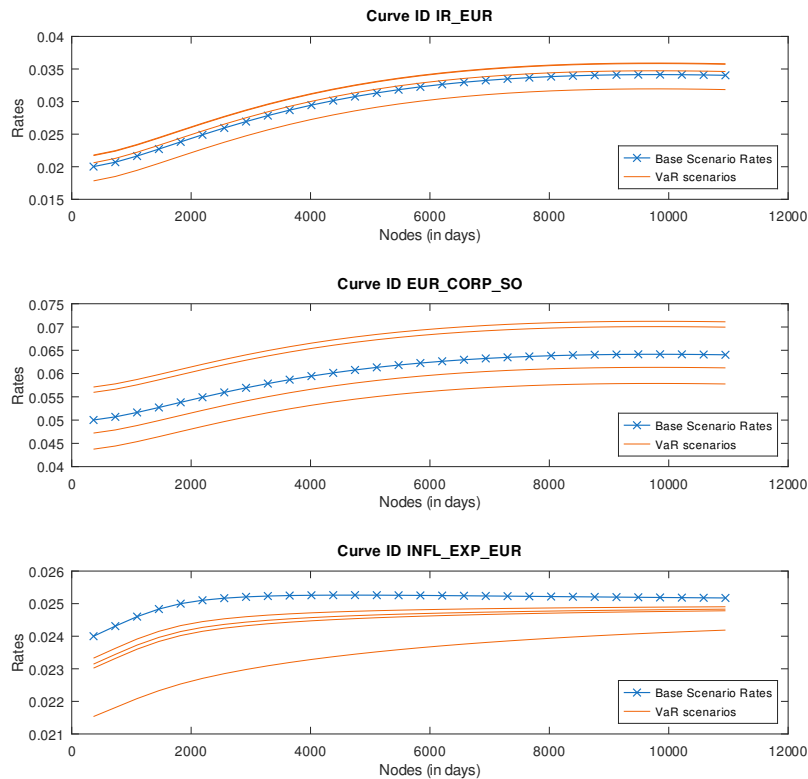 Curve ID IR_EUR
0.04
0.035
0.03
0.025
0.02
0.015
Rates
Base Scenario Rates
VaR scenarios
0 2000 4000 6000 8000 10000 12000
Nodes (in days)
Curve ID EUR_CORP_SO
0.075
0.07
0.065
0.06
0.055
0.05
0.045
0.04
Rates
Base Scenario Rates
VaR scenarios
0 2000 4000 6000 8000 10000 12000
Nodes (in days)
Curve ID INFL_EXP_EUR
0.026
0.025
0.024
0.023
0.022
0.021
Rates
Base Scenario Rates
VaR scenarios
0 2000 4000 6000 8000 10000 12000
Nodes (in days)